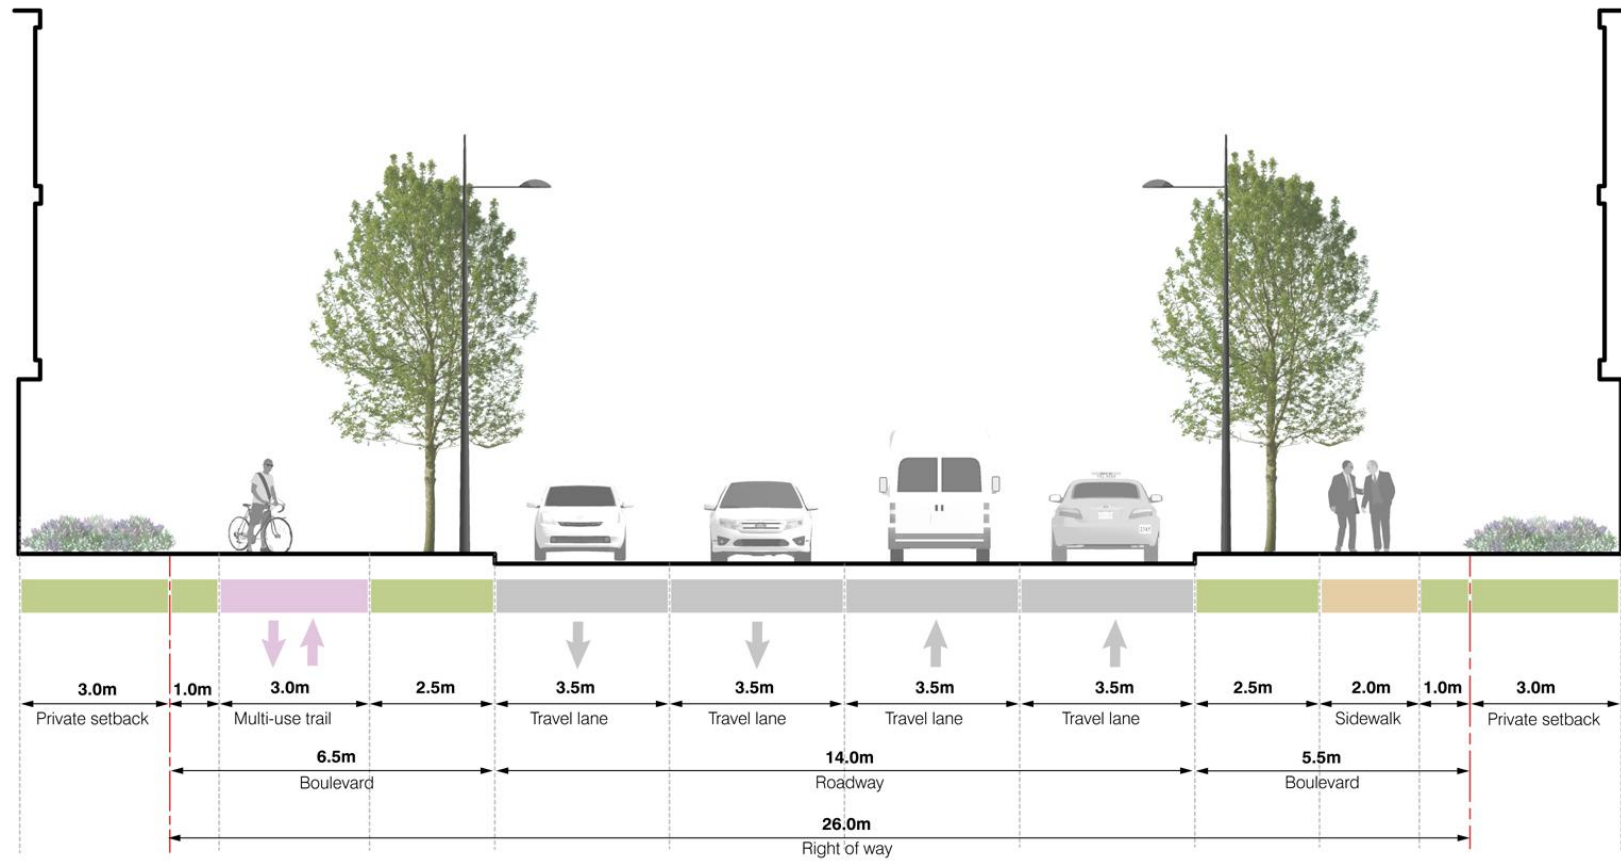 3.0m 1.0m 3.0m 2.5m 3.5m 3.5m 3.5m 3.5m 2.5m 2.0m 1.0m 3.0m
Private setback Multi-use trail Travel lane Travel lane Travel lane Travel lane Sidewalk Private setback
6.5m 14.0m 5.5m
Boulevard Roadway Boulevard
26.0m
Right of way